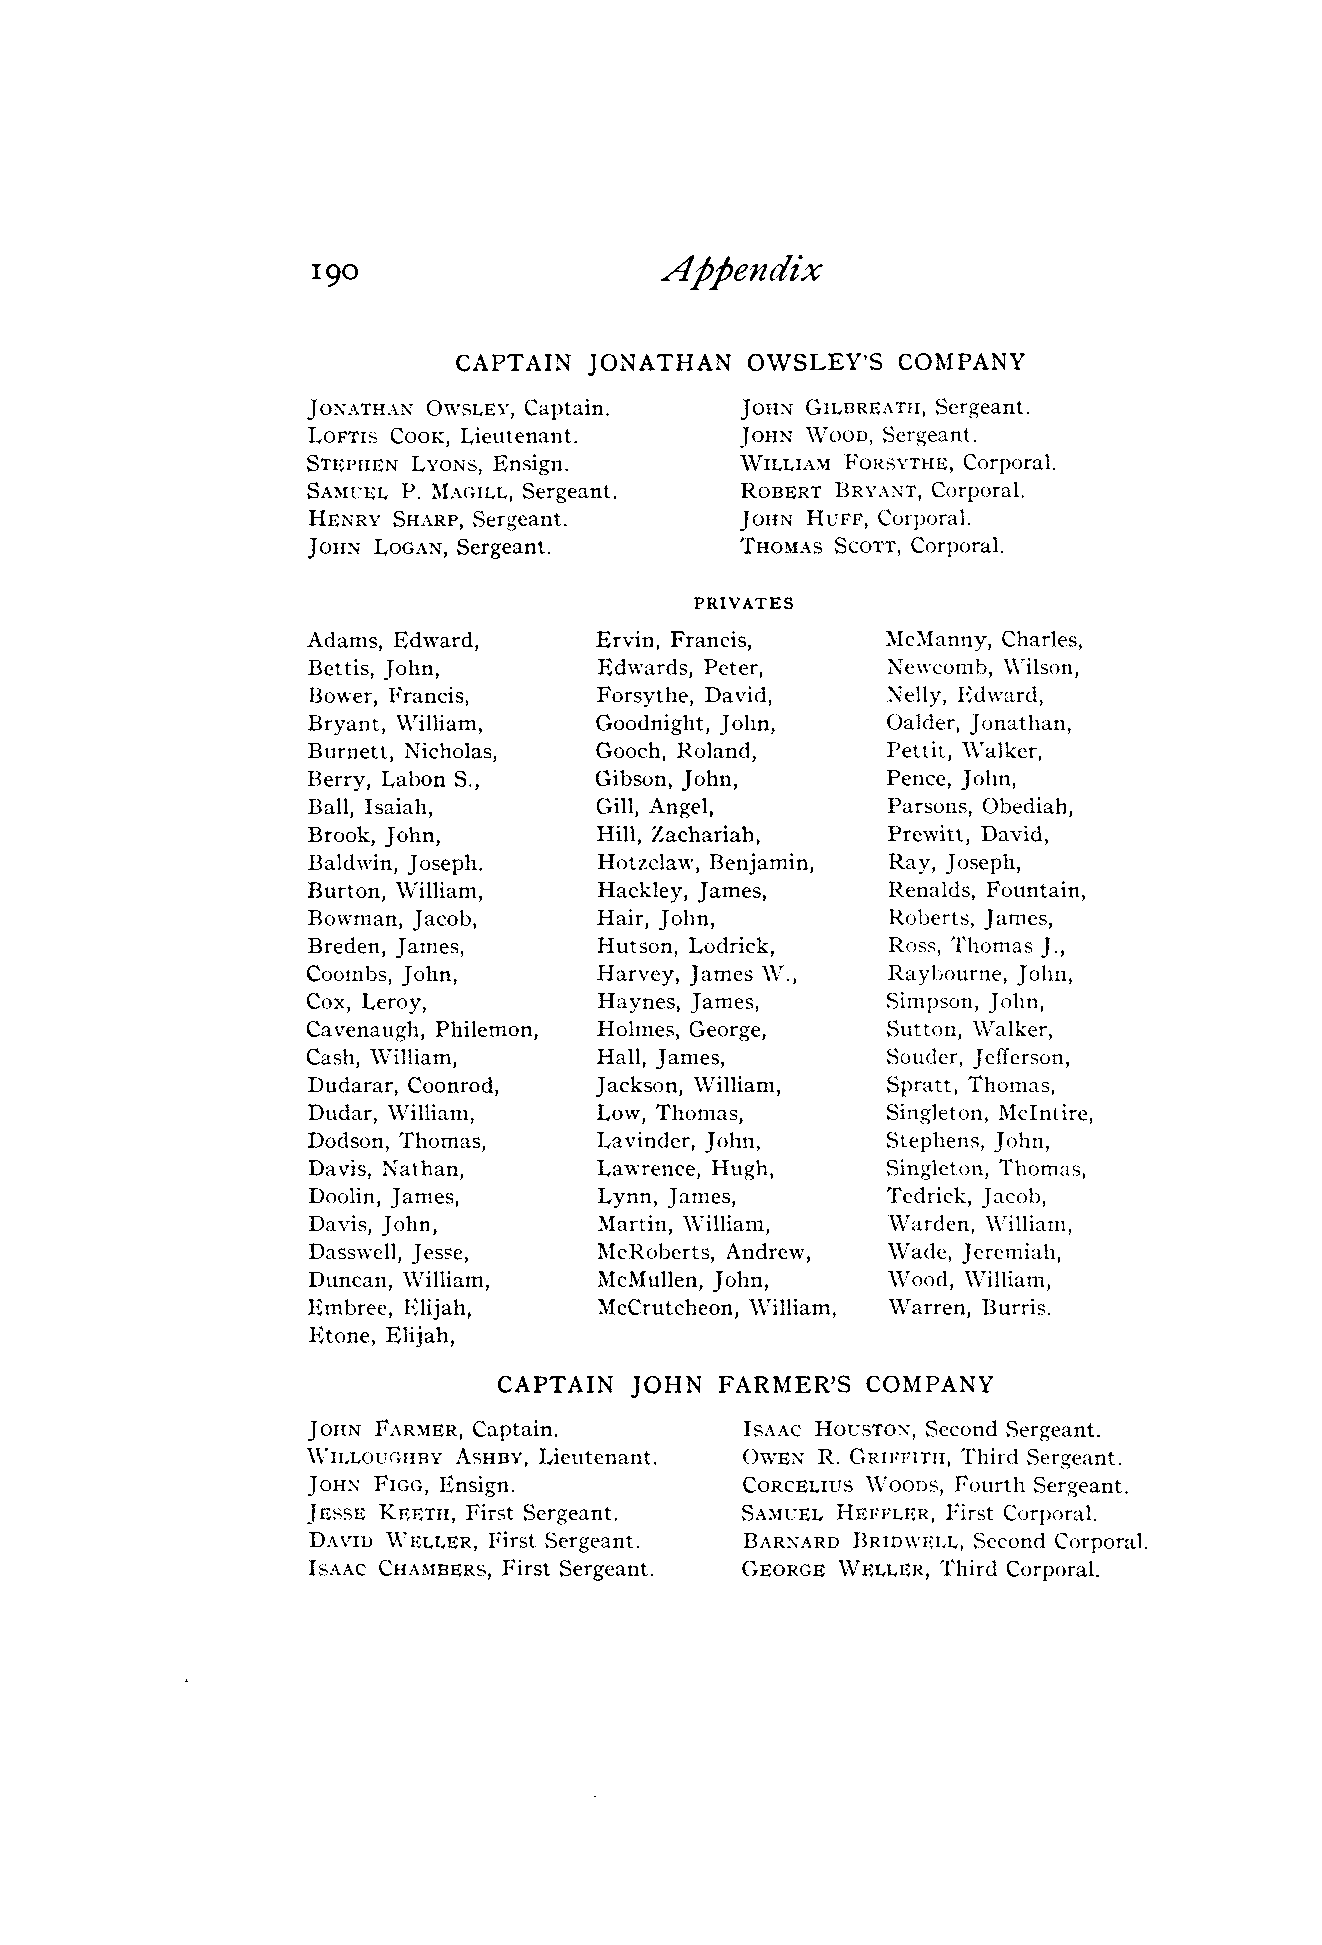 190 Appendix
CAPTAIN JONATHAN OWSLEY'S COMPANY
JONATHAN OWSLEY, Captain.
LOFTIS COOK, Lieutenant.
STEPHEN LYONS, Ensign.
SAMUEL P. MAGILL, Sergeant.
HENRY SHARP, Sergeant.
JOHN LOGAN, Sergeant.
JOHN GILBREATH, Sergeant.
JOHN WOOD, Sergeant.
WILLIAM FORSYTHE, Corporal.
ROBERT BRYANT, Corporal.
JOHN HUFF, Corporal.
THOMAS SCOTT, Corporal.
PRIVATES
Adams, Edward,
Bettis, John,
Bower, Francis,
Bryant, William,
Burnett, Nicholas,
Berry, Labon S.,
Ball, Isaiah,
Brook, John,
Baldwin, Joseph.
Burton, William,
Bowman, Jacob,
Breden, James,
Coombs, John,
Cox, Leroy,
Cavenaugh, Philemon,
Cash, William,
Dudarar, Coonrod,
Dudar, William,
Dodson, Thomas,
Davis, Nathan,
Doolin, James,
Davis, John,
Dasswell, Jesse,
Duncan, William,
Embree, Elijah,
Etone, Elijah,
Ervin, Francis,
Edwards, Peter,
Forsythe, David,
Goodnight, John,
Gooch, Roland,
Gibson, John,
Gill, Angel,
Hill, Zachariah,
Hotzclaw, Benjamin,
Hackley, James,
Hair, John,
Hutson, Lodrick,
Harvey, James W.,
Haynes, James,
Holmes, George,
Hall, James,
Jackson, William,
Low, Thomas,
Lavinder, John,
Lawrence, Hugh,
Lynn, James,
Martin, William,
McRoberts, Andrew,
McMullen, John,
McCrutcheon, William,
McManny, Charles,
Newcomb, Wilson,
Nelly, Edward,
Oalder, Jonathan,
Pettit, Walker,
Pence, John,
Parsons, Obediah,
Prewitt, David,
Ray, Joseph,
Renalds, Fountain,
Roberts, James,
Ross, Thomas J.,
Raybourne, John,
Simpson, John,
Sutton, Walker,
Souder, Jefferson,
Spratt, Thomas,
Singleton, McIntire,
Stephens, John,
Singleton, Thomas,
Tedrick, Jacob,
Warden, William,
Wade, Jeremiah,
Wood, William,
Warren, Burris.
CAPTAIN JOHN FARMER'S COMPANY
JOHN FARMER, Captain.
WILLOUGHBY ASHBY, Lieutenant.
JOHN FIGG, Ensign.
JESSE KEETH, First Sergeant.
DAVID WELLER, First Sergeant.
ISAAC CHAMBERS, First Sergeant.
ISAAC HOUSTON, Second Sergeant.
OWEN R. GRIFFITH, Third Sergeant.
CORCELIUS WOODS, Fourth Sergeant.
SAMUEL HEFFLER, First Corporal.
BARNARD BRIDWELL, Second Corporal.
GEORGE WELLER, Third Corporal.